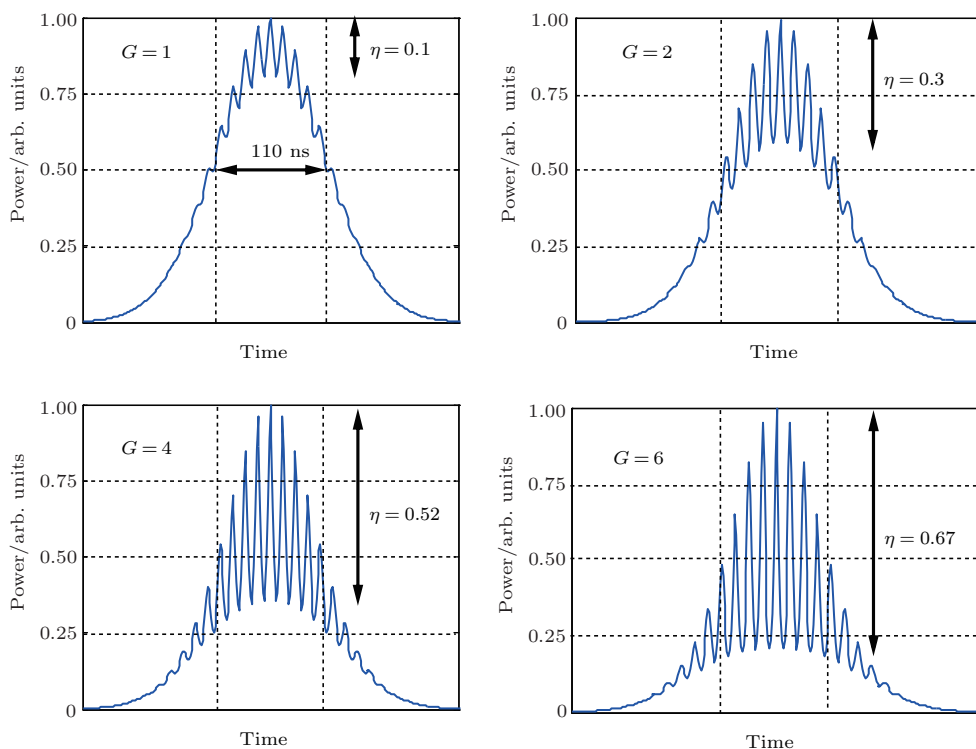 1.00
0.75
0.50
0.25
0
Power/arb. units
G=1
η=0.1
110 ns
Time
1.00
0.75
0.50
0.25
0
Power/arb. units
G=2
η=0.3
Time
1.00
0.75
0.50
0.25
0
Power/arb. units
G=4
η=0.52
Time
1.00
0.75
0.50
0.25
0
Power/arb. units
G=6
η=0.67
Time